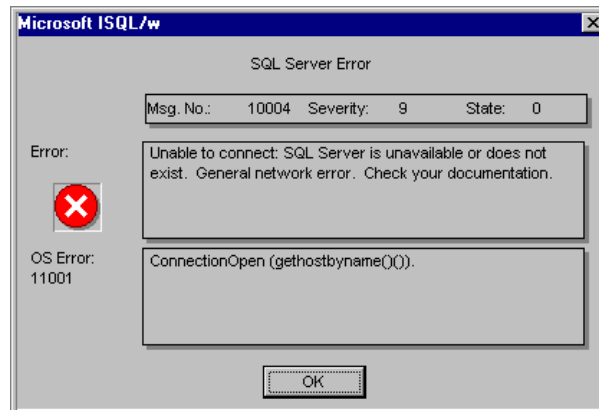 Microsoft ISQL/w
SQL Server Error
Msg. No.: 10004 Severity: 9 State: 0
Error:
Unable to connect: SQL Server is unavailable or does not
exist. General network error. Check your documentation.
OS Error:
11001
ConnectionOpen (gethostbyname()()).
OK